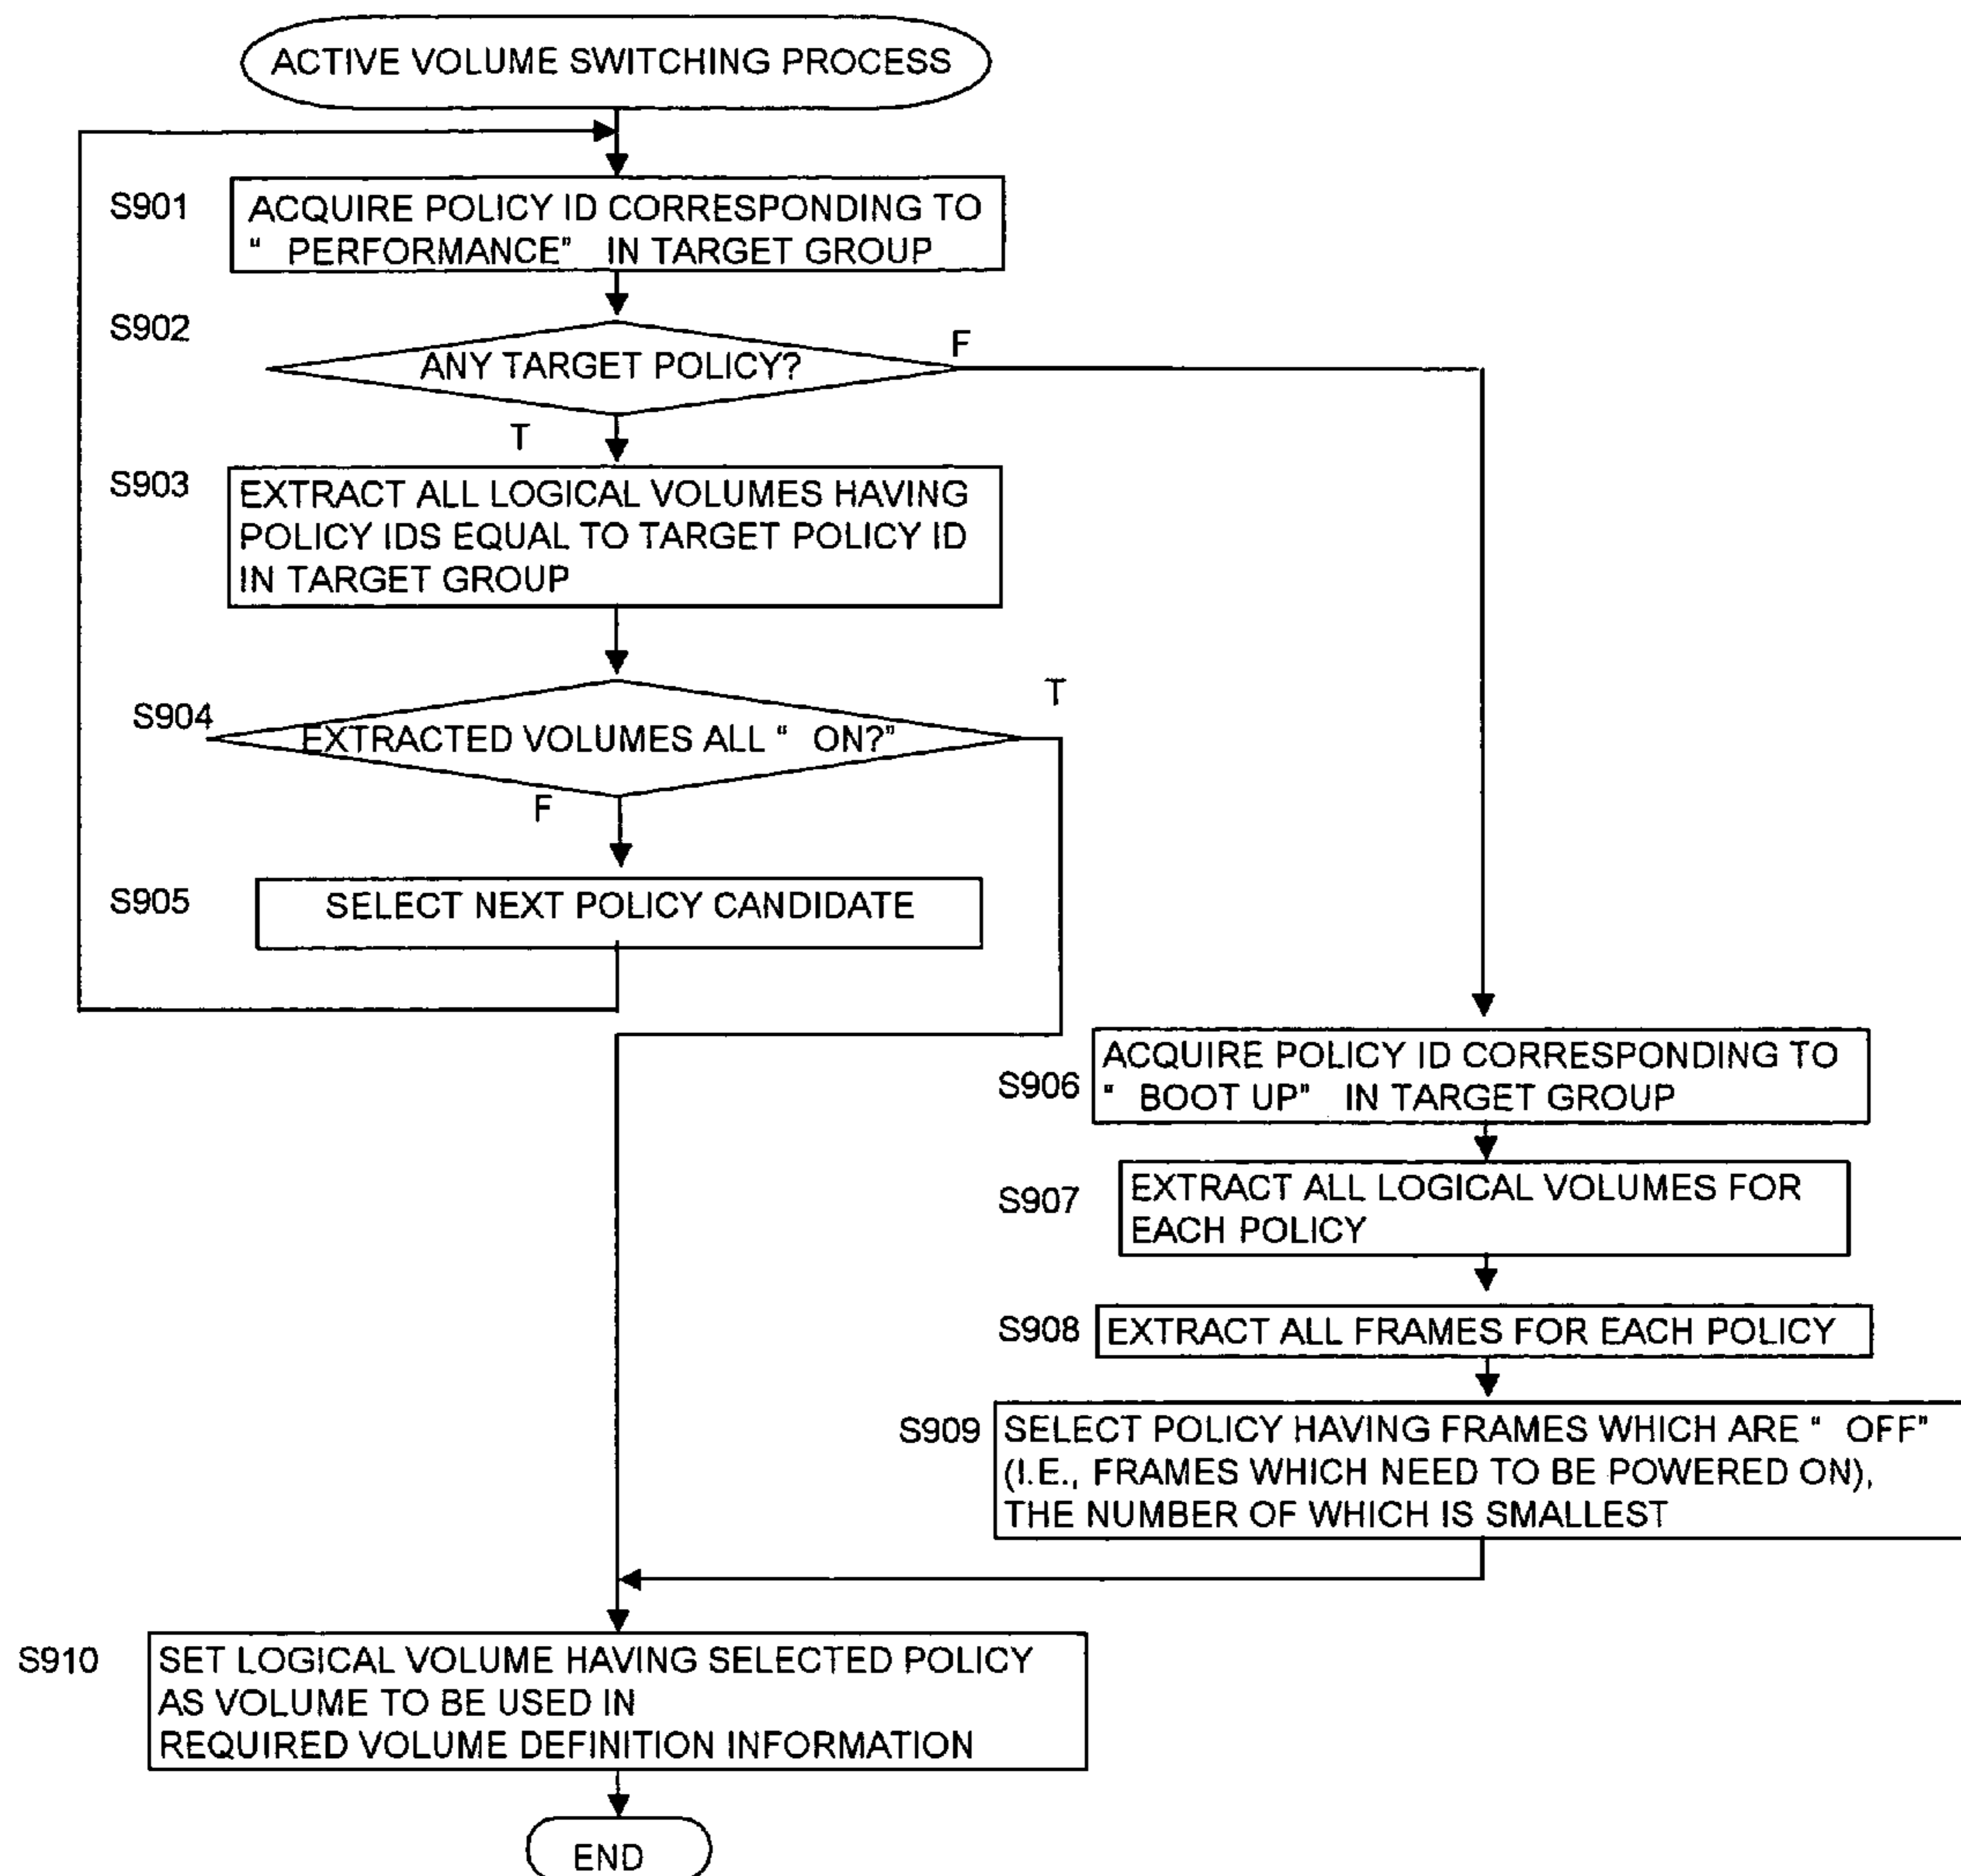 ACTIVE VOLUME SWITCHING PROCESS
S901
ACQUIRE POLICY ID CORRESPONDING TO
" PERFORMANCE" IN TARGET GROUP
S902
ANY TARGET POLICY?
F
T
S903
EXTRACT ALL LOGICAL VOLUMES HAVING
POLICY IDS EQUAL TO TARGET POLICY ID
IN TARGET GROUP
S904
EXTRACTED VOLUMES ALL " ON?"
T
F
S905
SELECT NEXT POLICY CANDIDATE
S906
ACQUIRE POLICY ID CORRESPONDING TO
" BOOT UP" IN TARGET GROUP
S907
EXTRACT ALL LOGICAL VOLUMES FOR
EACH POLICY
S908
EXTRACT ALL FRAMES FOR EACH POLICY
S909
SELECT POLICY HAVING FRAMES WHICH ARE " OFF"
(I.E., FRAMES WHICH NEED TO BE POWERED ON),
THE NUMBER OF WHICH IS SMALLEST
S910
SET LOGICAL VOLUME HAVING SELECTED POLICY
AS VOLUME TO BE USED IN
REQUIRED VOLUME DEFINITION INFORMATION
END